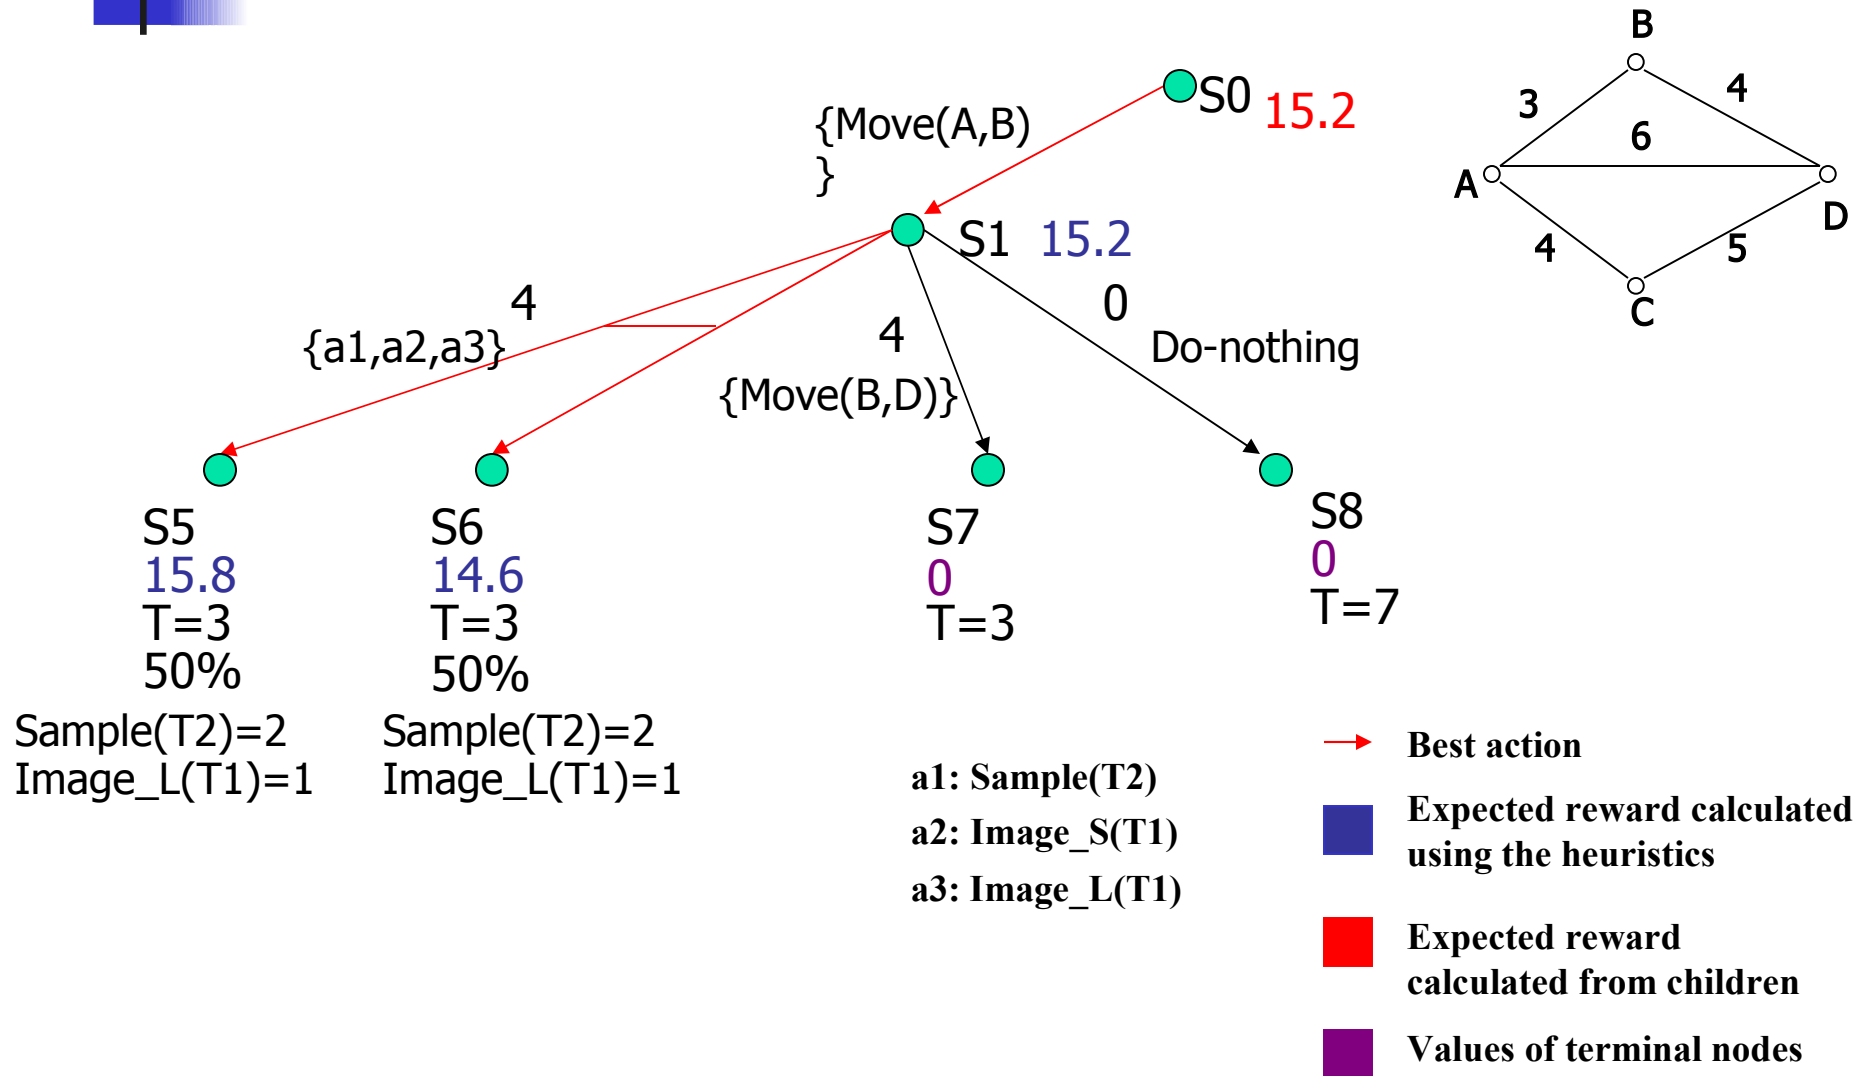 S0 15.2
{Move(A,B)
}
S1 15.2
4
{a1,a2,a3}
4
{Move(B,D)}
0
Do-nothing
S5
15.8
T=3
50%
Sample(T2)=2
Image_L(T1)=1
S6
14.6
T=3
50%
Sample(T2)=2
Image_L(T1)=1
S7
0
T=3
S8
0
T=7
B
3
4
6
A
D
4
5
C
a1: Sample(T2)
a2: Image_S(T1)
a3: Image_L(T1)
Best action
Expected reward calculated
using the heuristics
Expected reward
calculated from children
Values of terminal nodes